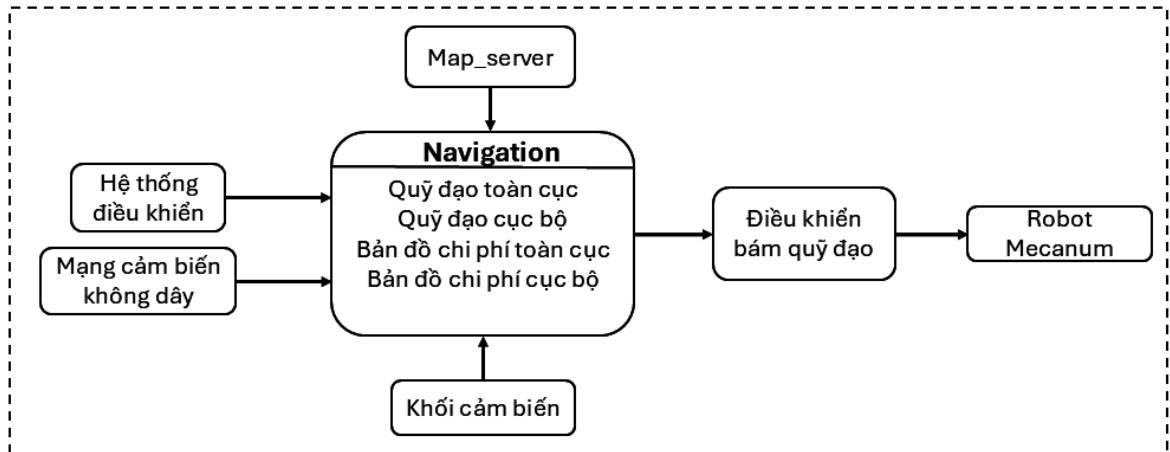 Map_server
Navigation
Quỹ đạo toàn cục
Quỹ đạo cục bộ
Bản đồ chi phí toàn cục
Bản đồ chi phí cục bộ
Hệ thống
điều khiển
Mạng cảm biến
không dây
Khối cảm biến
Điều khiển
bám quỹ đạo
Robot
Mecanum